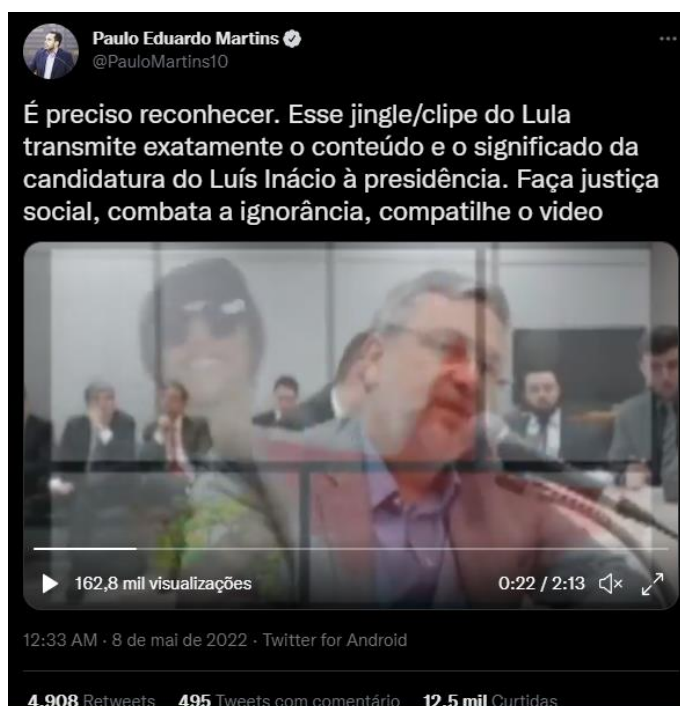 Paulo Eduardo Martins
@PauloMartins10
É preciso reconhecer. Esse jingle/clipe do Lula
transmite exatamente o conteúdo e o significado da
candidatura do Luís Inácio à presidência. Faça justiça
social, combata a ignorância, compatilhe o video
162,8 mil visualizações
0:22 / 2:13
12:33 AM · 8 de mai de 2022 · Twitter for Android
4.908 Retweets 495 Tweets com comentário 12,5 mil Curtidas